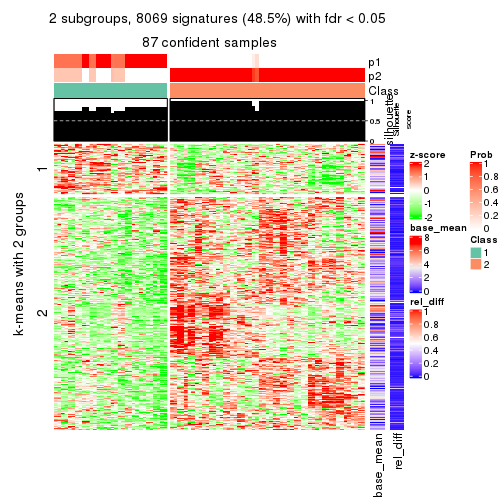 2 subgroups, 8069 signatures (48.5%) with fdr < 0.05
87 confident samples
p1
p2
Class
1
0.5
0
Silhouette
score
silhouette
k-means with 2 groups
1
2
base_mean
rel_diff
z-score
2
1
0
-1
-2
base_mean
8
6
4
2
0
rel_diff
1
0.8
0.6
0.4
0.2
0
Prob
1
0.8
0.6
0.4
0.2
0
Class
1
2